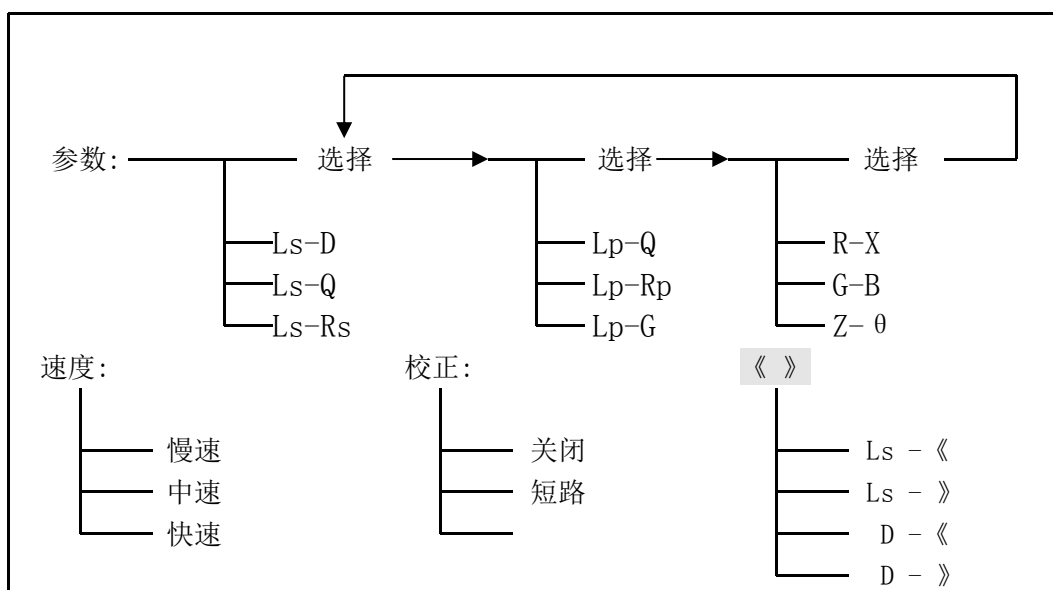 参数: 选择 选择 选择
Ls-D Lp-Q R-X
Ls-Q Lp-Rp G-B
Ls-Rs Lp-G Z-θ
速度: 校正: 《 》
慢速 关闭 Ls -《
中速 短路 Ls - 》
快速 D -《
D - 》